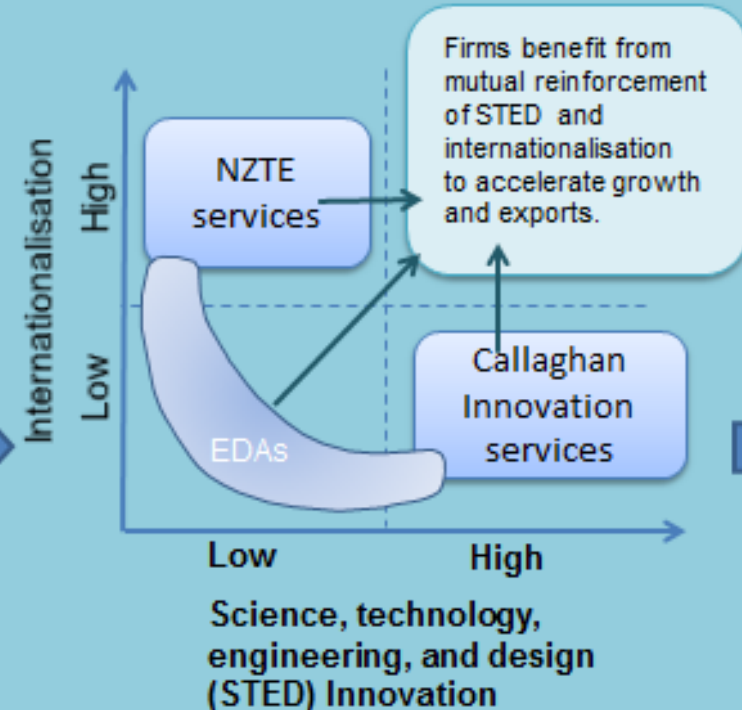 Firms benefit from
mutual reinforcement
of STED and
internationalisation
to accelerate growth
and exports.
NZTE
services
Internationalisation
High
Low
Callaghan
Innovation
services
EDAs
Low
High
Science, technology,
engineering, and design
(STED) Innovation